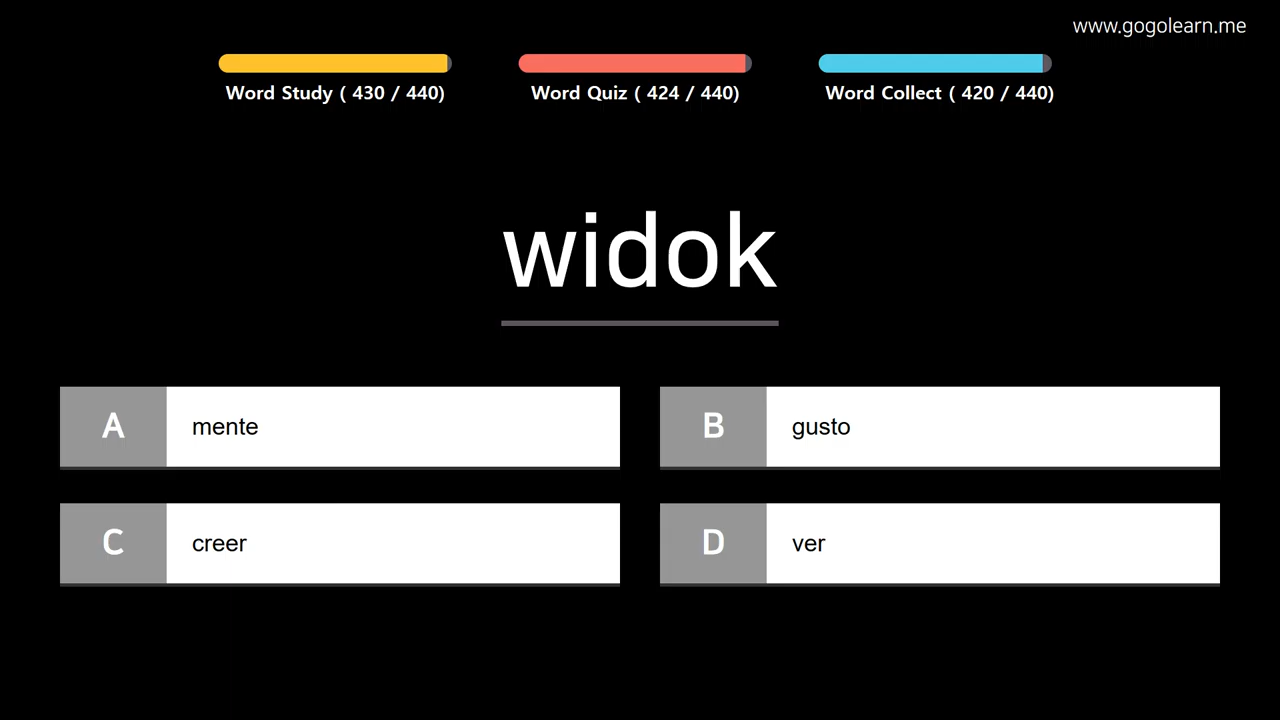 www.gogolearn.me
Word Study ( 430 / 440)
Word Quiz ( 424 / 440)
Word Collect ( 420 / 440)
widok
A mente
B gusto
C creer
D ver